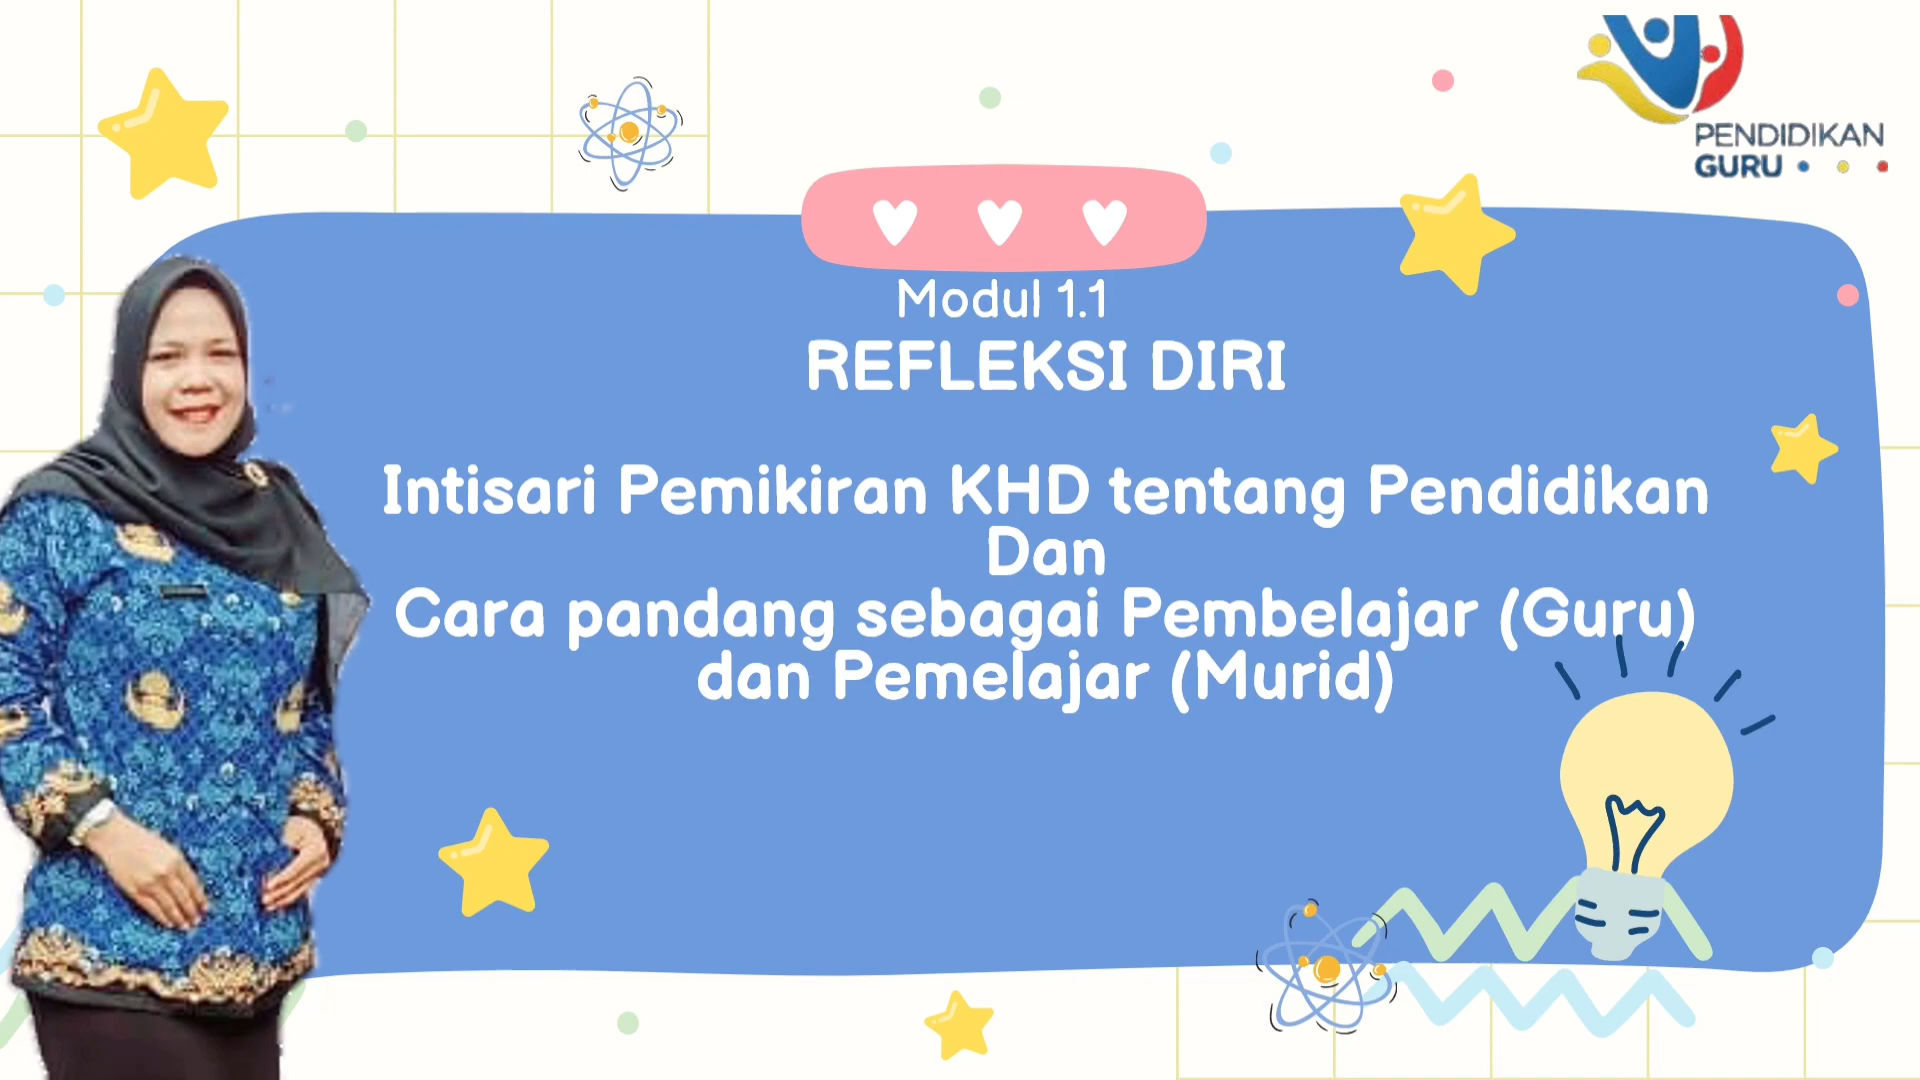 PENDIDIKAN
GURU
Modul 1.1
REFLEKSI DIRI
Intisari Pemikiran KHD tentang Pendidikan
Dan
Cara pandang sebagai Pembelajar (Guru)
dan Pemelajar (Murid)